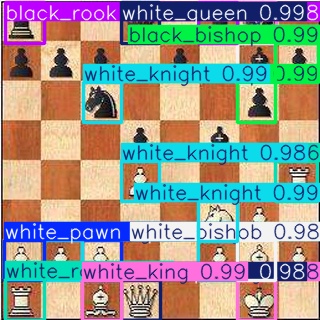 black_rook white_queen 0.998
black_bishop 0.99
white_knight 0.99 0.99
white_knight 0.986
white_knight 0.99
white_pawn white_bishob 0.98
white_r white_king 0.99 0.988